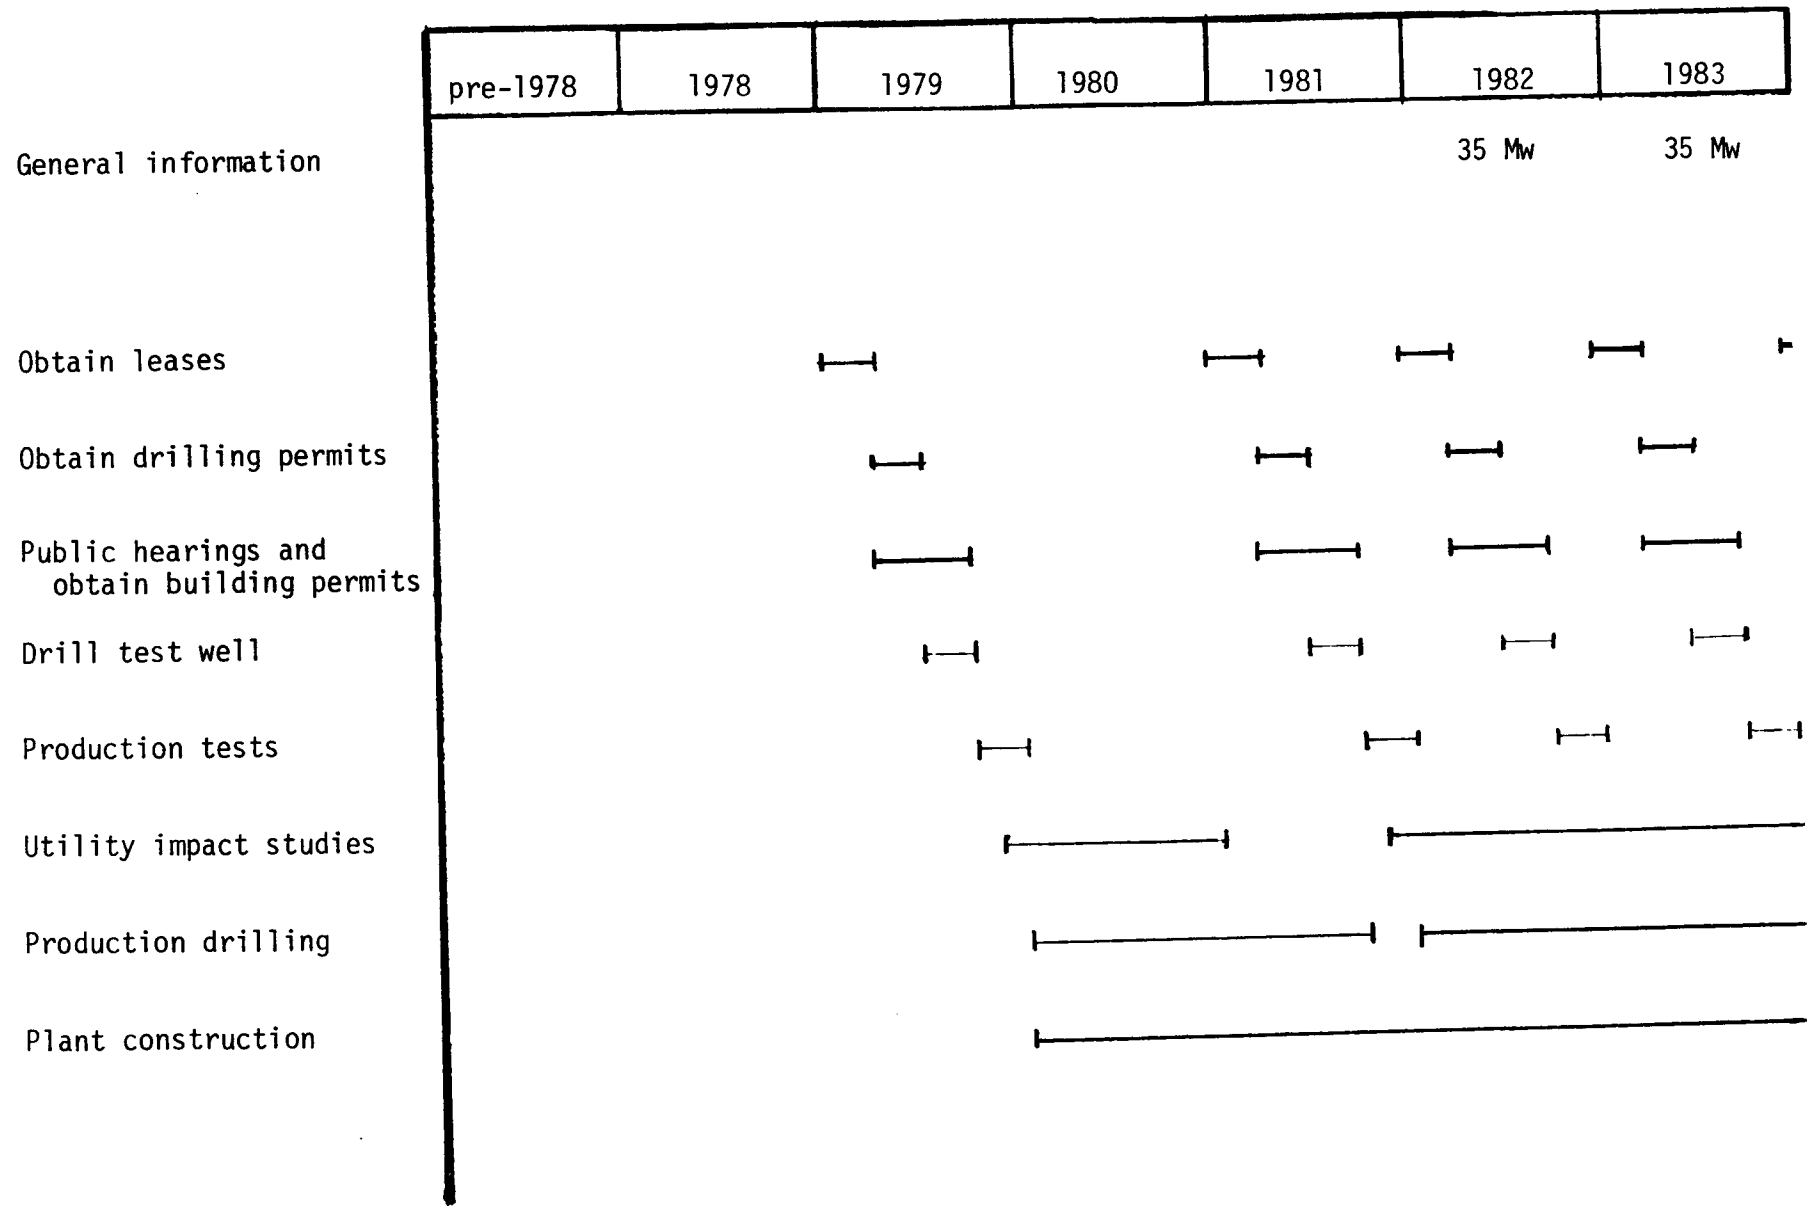 pre-1978 1978 1979 1980 1981 1982 1983
General information 35 Mw 35 Mw
Obtain leases
Obtain drilling permits
Public hearings and
obtain building permits
Drill test well
Production tests
Utility impact studies
Production drilling
Plant construction